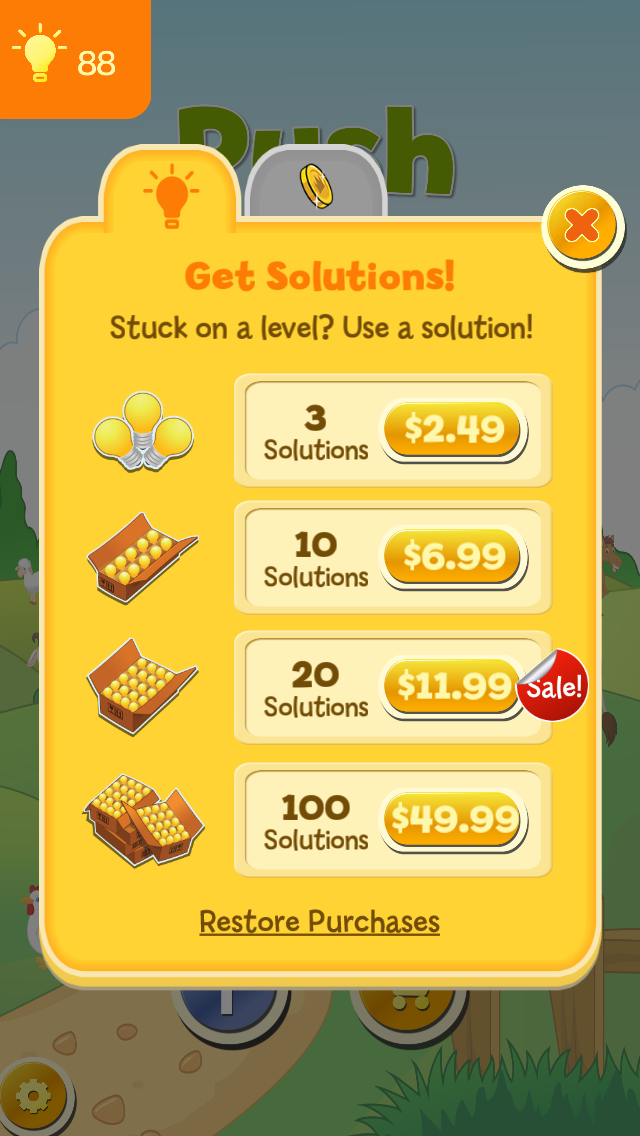 88
Push
Get Solutions!
Stuck on a level? Use a solution!
3
Solutions
$2.49
10
Solutions
$6.99
20
Solutions
$11.99
Sale!
100
Solutions
$49.99
Restore Purchases